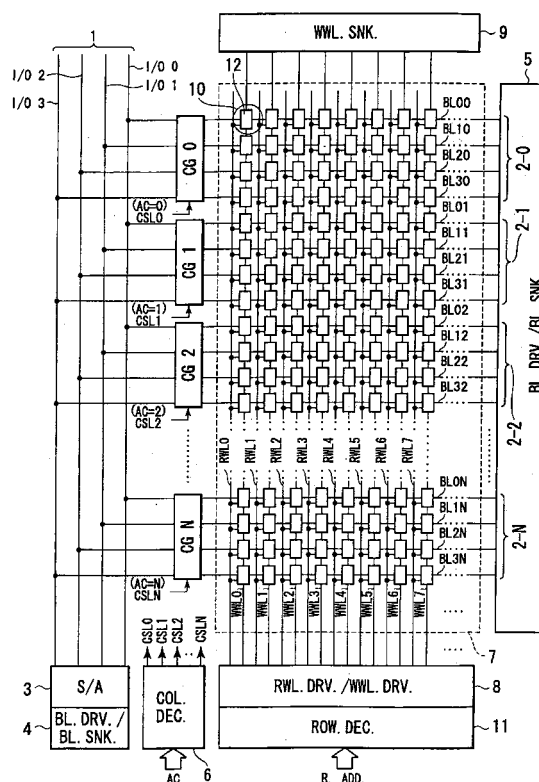 WWL. SNK.
9
1
I/O 0
I/O 2
I/O 1
I/O 3
12
10
5
BL00
CG 0
BL10
2-0
BL20
(AC=0)
CSL0
BL30
BL01
CG 1
BL11
2-1
BL21
(AC=1)
CSL1
BL31
BL02
CG 2
BL12
BL22
2-2
(AC=2)
CSL2
BL32
BL. DRV. /BL. SNK.
RWL0
RWL1
RWL2
RWL3
RWL4
RWL5
RWL6
RWL7
BL0N
CG N
BL1N
BL2N
2-N
(AC=N)
CSLN
BL3N
WWL0
WWL1
WWL2
WWL3
WWL4
WWL5
WWL6
WWL7
CSL0
CSL1
CSL2
CSLN
7
3
S/A
COL.
DEC.
RWL. DRV. /WWL. DRV.
8
4
BL. DRV. /
BL. SNK.
ROW. DEC.
11
AC
6
R. ADD